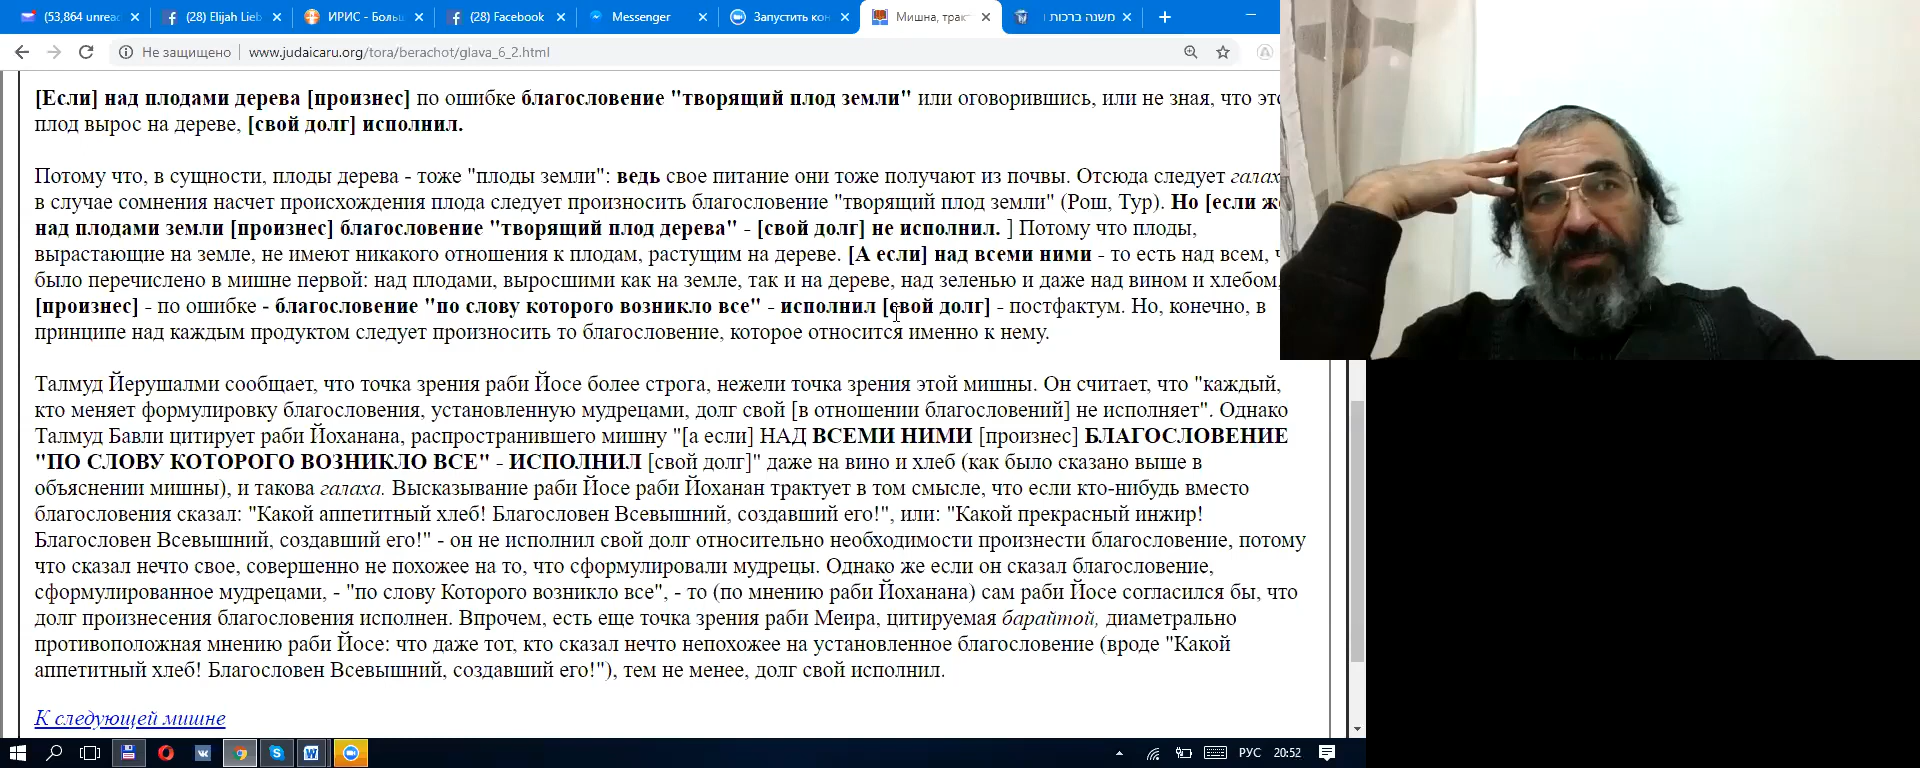 (53,864 unread
(28) Elijah Lieb
ИРИС - Больш
(28) Facebook
Messenger
Запустить кон
Мишна, тракт
משנה ברכות ו
Не защищено
www.judaicaru.org/tora/berachot/glava_6_2.html
[Если] над плодами дерева [произнес] по ошибке благословение "творящий плод земли" или оговорившись, или не зная, что это
плод вырос на дереве, [свой долг] исполнил.
Потому что, в сущности, плоды дерева - тоже "плоды земли": ведь свое питание они тоже получают из почвы. Отсюда следует галах
в случае сомнения насчет происхождения плода следует произносить благословение "творящий плод земли" (Рош, Тур). Но [если же
над плодами земли [произнес] благословение "творящий плод дерева" - [свой долг] не исполнил. ] Потому что плоды,
вырастающие на земле, не имеют никакого отношения к плодам, растущим на дереве. [А если] над всеми ними - то есть над всем, ч
было перечислено в мишне первой: над плодами, выросшими как на земле, так и на дереве, над зеленью и даже над вином и хлебом,
[произнес] - по ошибке - благословение "по слову которого возникло все" - исполнил [свой долг] - постфактум. Но, конечно, в
принципе над каждым продуктом следует произносить то благословение, которое относится именно к нему.
Талмуд Йерушалми сообщает, что точка зрения раби Йосе более строга, нежели точка зрения этой мишны. Он считает, что "каждый,
кто меняет формулировку благословения, установленную мудрецами, долг свой [в отношении благословений] не исполняет". Однако
Талмуд Бавли цитирует раби Йоханана, распространившего мишну "[а если] НАД ВСЕМИ НИМИ [произнес] БЛАГОСЛОВЕНИЕ
"ПО СЛОВУ КОТОРОГО ВОЗНИКЛО ВСЕ" - ИСПОЛНИЛ [свой долг]" даже на вино и хлеб (как было сказано выше в
объяснении мишны), и такова галаха. Высказывание раби Йосе раби Йоханан трактует в том смысле, что если кто-нибудь вместо
благословения сказал: "Какой аппетитный хлеб! Благословен Всевышний, создавший его!", или: "Какой прекрасный инжир!
Благословен Всевышний, создавший его!" - он не исполнил свой долг относительно необходимости произнести благословение, потому
что сказал нечто свое, совершенно не похожее на то, что сформулировали мудрецы. Однако же если он сказал благословение,
сформулированное мудрецами, - "по слову Которого возникло все", - то (по мнению раби Йоханана) сам раби Йосе согласился бы, что
долг произнесения благословения исполнен. Впрочем, есть еще точка зрения раби Меира, цитируемая барайтой, диаметрально
противоположная мнению раби Йосе: что даже тот, кто сказал нечто непохожее на установленное благословение (вроде "Какой
аппетитный хлеб! Благословен Всевышний, создавший его!"), тем не менее, долг свой исполнил.
К следующей мишне
РУС
20:52